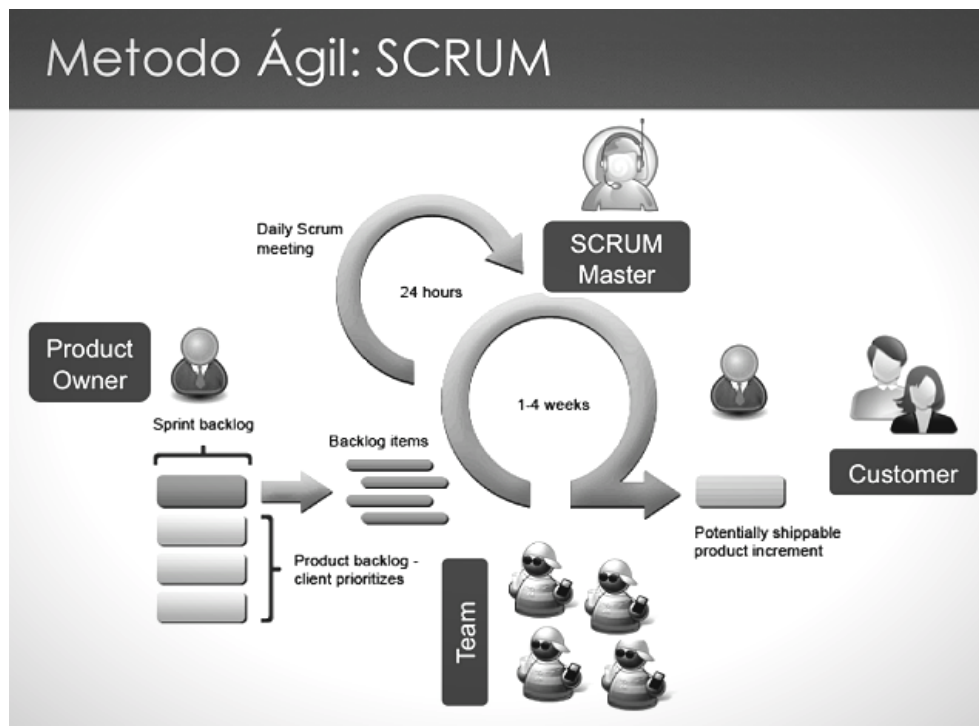 Metodo Ágil: SCRUM
Daily Scrum
meeting
24 hours
SCRUM
Master
Product
Owner
1-4 weeks
Sprint backlog
Backlog items
Customer
Potentially shippable
product increment
Product backlog -
client prioritizes
Team